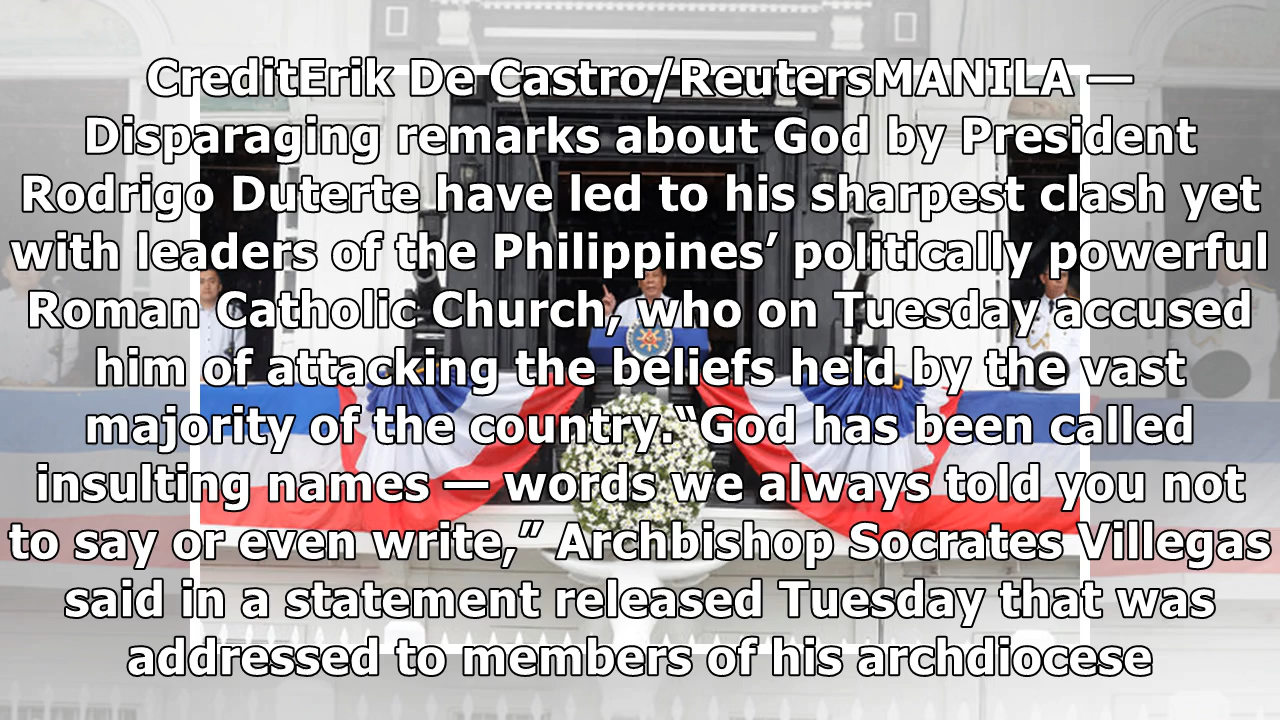 CreditErik De Castro/ReutersMANILA —
Disparaging remarks about God by President
Rodrigo Duterte have led to his sharpest clash yet
with leaders of the Philippines’ politically powerful
Roman Catholic Church, who on Tuesday accused
him of attacking the beliefs held by the vast
majority of the country.“God has been called
insulting names — words we always told you not
to say or even write,” Archbishop Socrates Villegas
said in a statement released Tuesday that was
addressed to members of his archdiocese